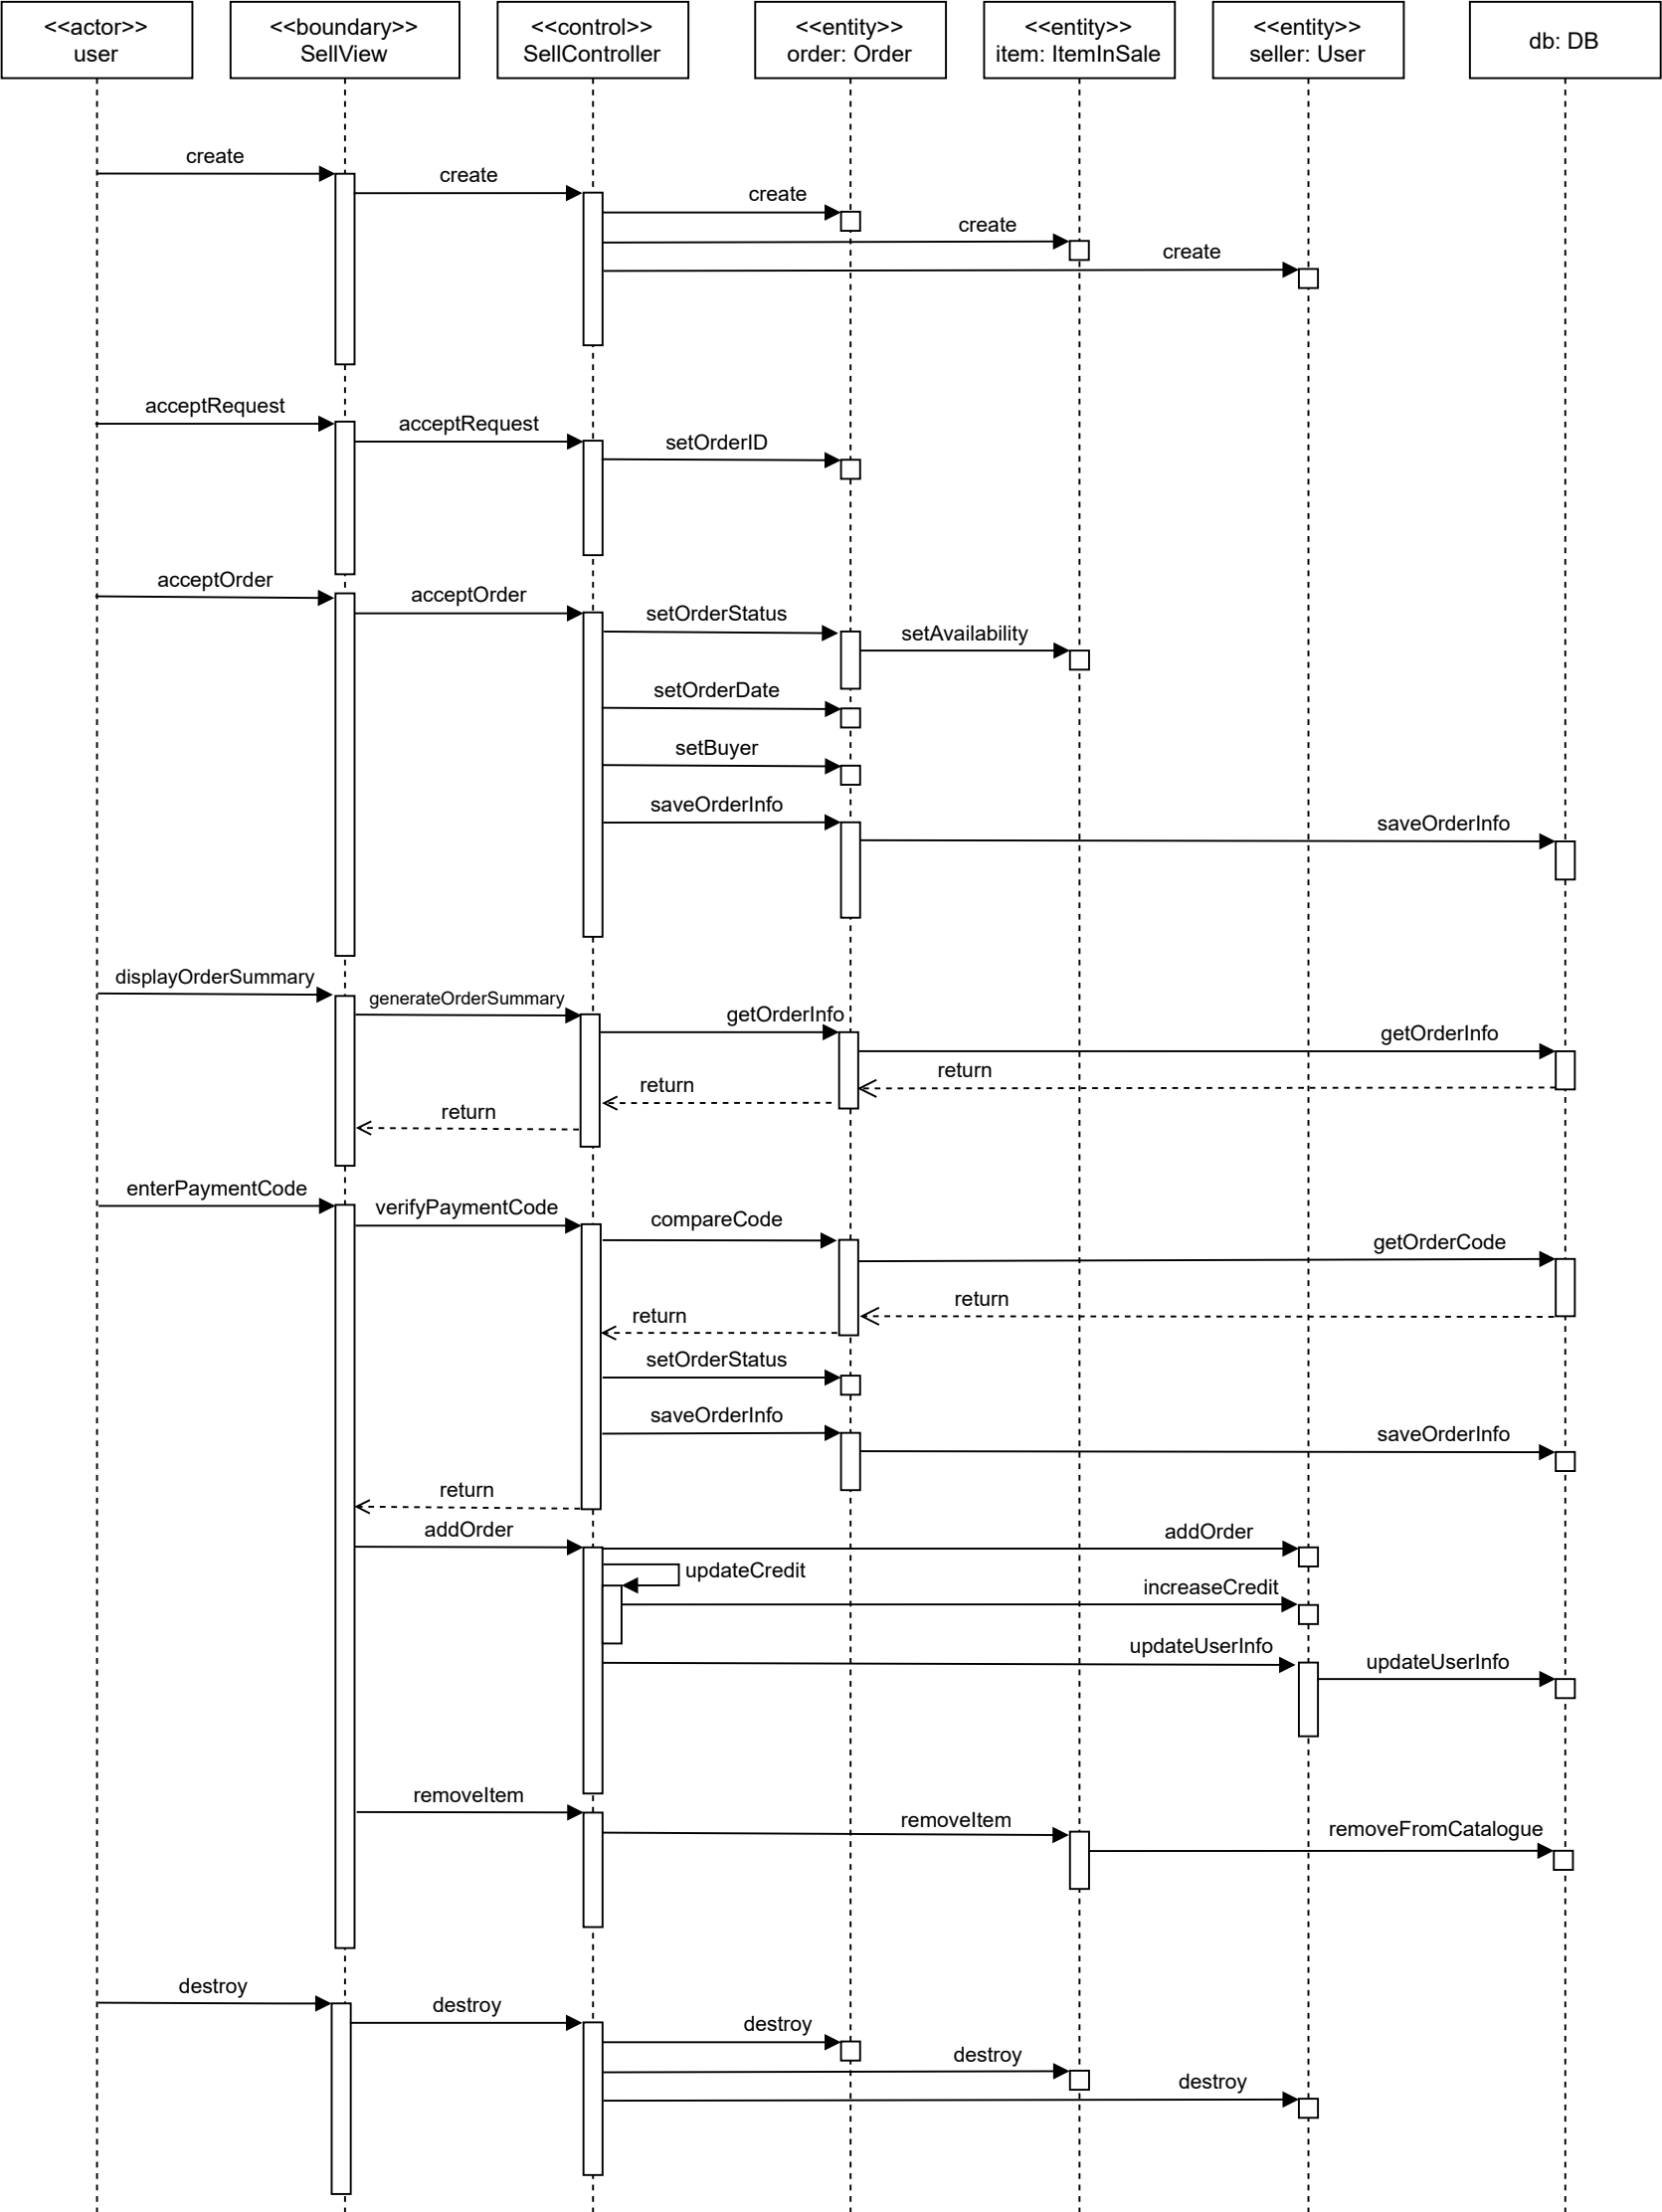 <<actor>>
user
<<boundary>>
SellView
<<control>>
SellController
<<entity>>
order: Order
<<entity>>
item: ItemInSale
<<entity>>
seller: User
db: DB
create
create
create
create
create
acceptRequest
acceptRequest
setOrderID
acceptOrder
acceptOrder
setOrderStatus
setAvailability
setOrderDate
setBuyer
saveOrderInfo
saveOrderInfo
displayOrderSummary
generateOrderSummary
getOrderInfo
getOrderInfo
return
return
return
enterPaymentCode
verifyPaymentCode
compareCode
getOrderCode
return
return
setOrderStatus
saveOrderInfo
saveOrderInfo
return
addOrder
addOrder
updateCredit
increaseCredit
updateUserInfo
updateUserInfo
removeItem
removeItem
removeFromCatalogue
destroy
destroy
destroy
destroy
destroy